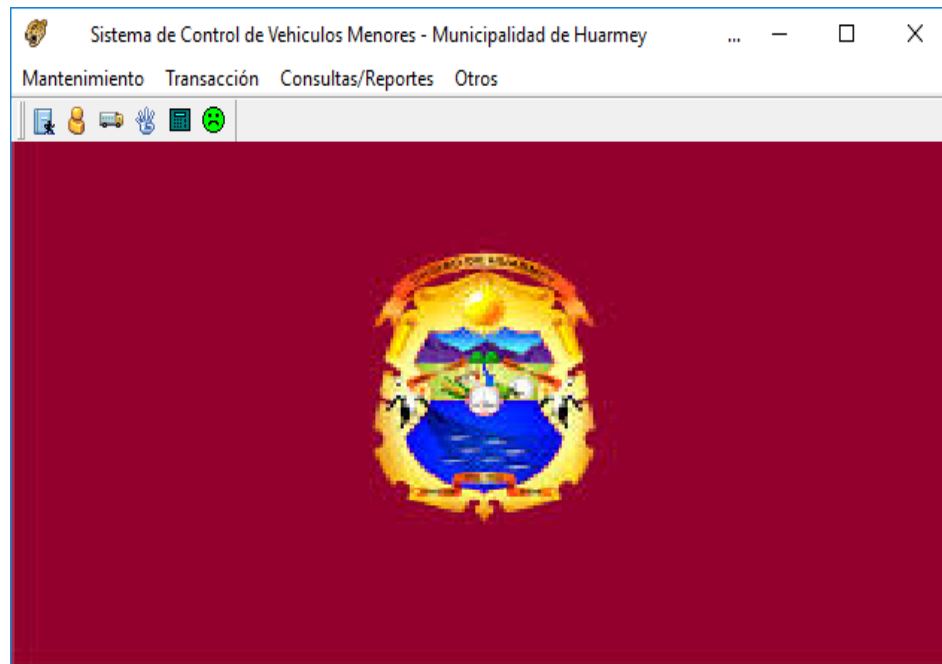 Sistema de Control de Vehiculos Menores - Municipalidad de Huarmey ...
Mantenimiento Transacción Consultas/Reportes Otros